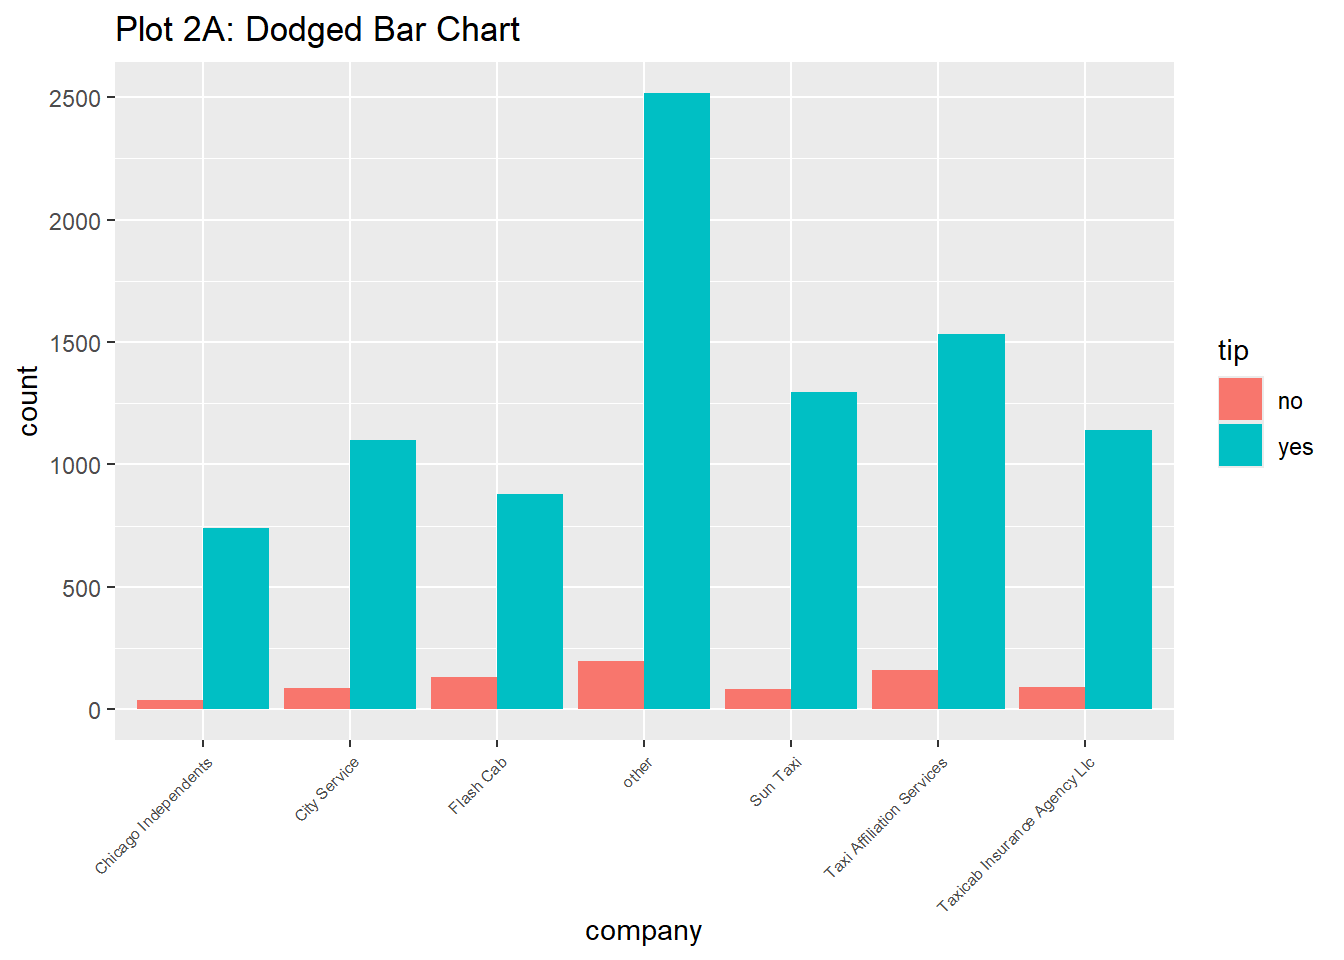 Plot 2A: Dodged Bar Chart
2500
2000
1500
1000
500
0
count
Chicago Independents
City Service
Flash Cab
other
Sun Taxi
Taxi Affiliation Services
Taxicab Insurance Agency Llc
company
tip
no
yes